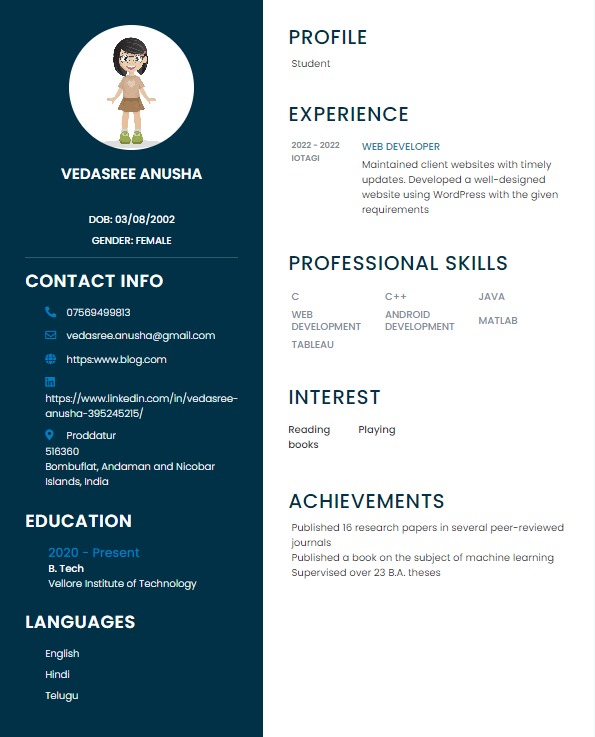 VEDASREE ANUSHA
DOB: 03/08/2002
GENDER: FEMALE
CONTACT INFO
07569499813
vedasree.anusha@gmail.com
https:www.blog.com
https://www.linkedin.com/in/vedasree-
anusha-395245215/
Proddatur
516360
Bombuflat, Andaman and Nicobar
Islands, India
EDUCATION
2020 - Present
B. Tech
Vellore Institute of Technology
LANGUAGES
English
Hindi
Telugu
PROFILE
Student
EXPERIENCE
2022 - 2022
IOTAGI
WEB DEVELOPER
Maintained client websites with timely
updates. Developed a well-designed
website using WordPress with the given
requirements
PROFESSIONAL SKILLS
C
C++
JAVA
WEB
DEVELOPMENT
ANDROID
DEVELOPMENT
MATLAB
TABLEAU
INTEREST
Reading
books
Playing
ACHIEVEMENTS
Published 16 research papers in several peer-reviewed
journals
Published a book on the subject of machine learning
Supervised over 23 B.A. theses